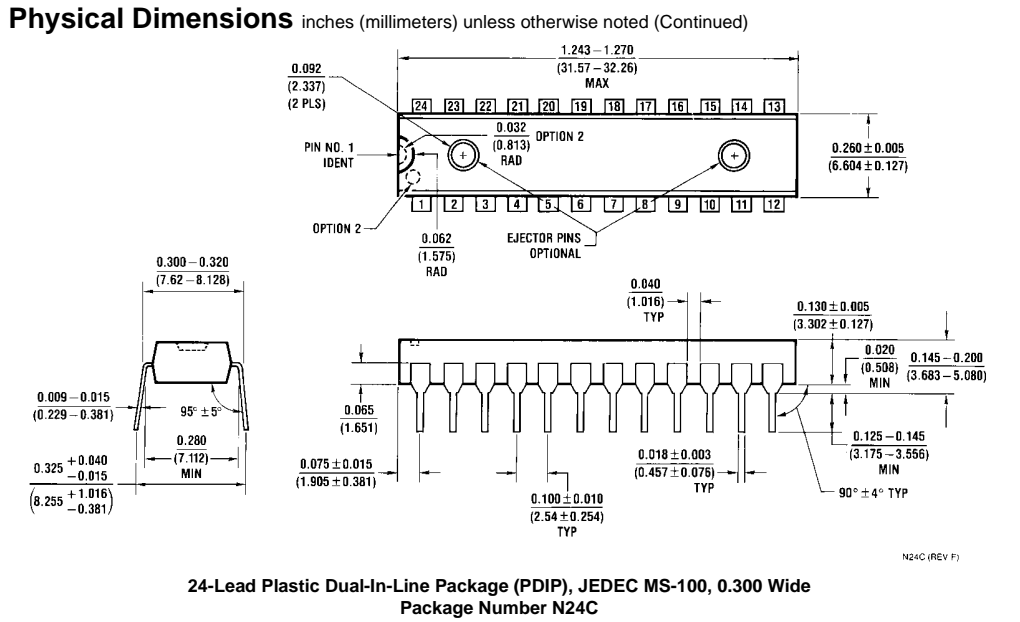 Physical Dimensions inches (millimeters) unless otherwise noted (Continued)
1.243 – 1.270
(31.57 – 32.26)
MAX
0.092
(2.337)
(2 PLS)
24 23 22 21 20 19 18 17 16 15 14 13
0.032
(0.813)
RAD
OPTION 2
PIN NO. 1
IDENT
0.260 ± 0.005
(6.604 ± 0.127)
1 2 3 4 5 6 7 8 9 10 11 12
OPTION 2
0.062
(1.575)
RAD
EJECTOR PINS
OPTIONAL
0.300 – 0.320
(7.62 – 8.128)
0.040
(1.016)
TYP
0.130 ± 0.005
(3.302 ± 0.127)
0.020
(0.508)
MIN
0.145 – 0.200
(3.683 – 5.080)
0.009 – 0.015
(0.229 – 0.381)
95° ± 5°
0.065
(1.651)
0.280
(7.112)
MIN
0.325 + 0.040
– 0.015
(8.255 + 1.016
– 0.381)
0.075 ± 0.015
(1.905 ± 0.381)
0.100 ± 0.010
(2.54 ± 0.254)
TYP
0.018 ± 0.003
(0.457 ± 0.076)
TYP
0.125 – 0.145
(3.175 – 3.556)
MIN
90° ± 4° TYP
N24C (REV F)
24-Lead Plastic Dual-In-Line Package (PDIP), JEDEC MS-100, 0.300 Wide
Package Number N24C